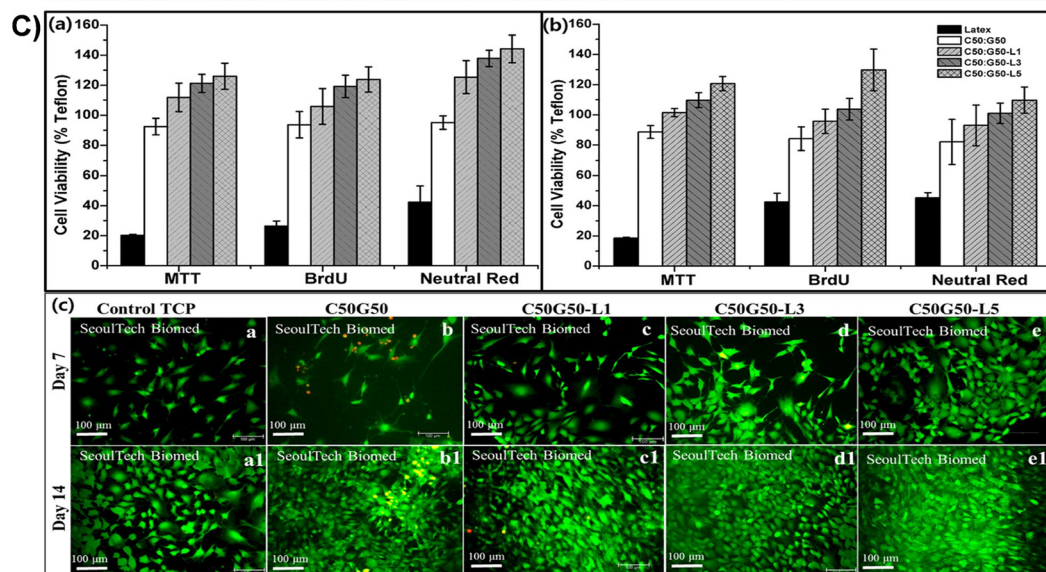 C)
(a)
160
140
120
100
80
60
40
20
0
Cell Viability (% Teflon)
MTT BrdU Neutral Red
(b)
160
140
120
100
80
60
40
20
0
Cell Viability (% Teflon)
Latex
C50:G50
C50:G50-L1
C50:G50-L3
C50:G50-L5
MTT BrdU Neutral Red
(c)
Control TCP C50G50 C50G50-L1 C50G50-L3 C50G50-L5
Day 7
SeoulTech Biomed a SeoulTech Biomed b SeoulTech Biomed c SeoulTech Biomed d SeoulTech Biomed e
100 μm 100 μm 100 μm 100 μm 100 μm
Day 14
SeoulTech Biomed a1 SeoulTech Biomed b1 SeoulTech Biomed c1 SeoulTech Biomed d1 SeoulTech Biomed e1
100 μm 100 μm 100 μm 100 μm 100 μm